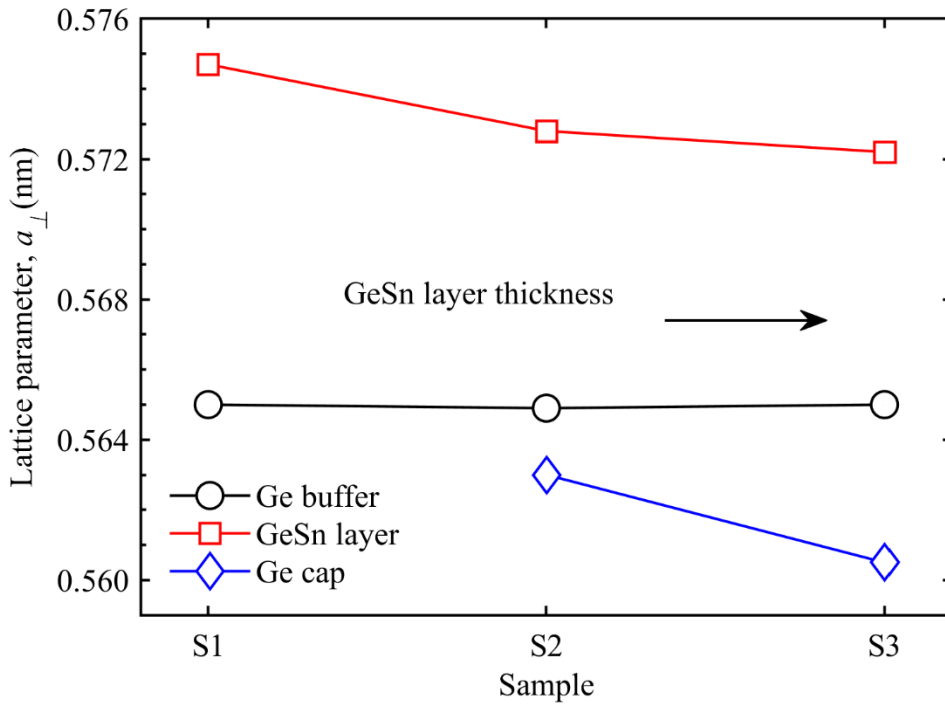 0.576
0.572
0.568
0.564
0.560
Lattice parameter, a⊥(nm)
GeSn layer thickness
Ge buffer
GeSn layer
Ge cap
S1 S2 S3
Sample